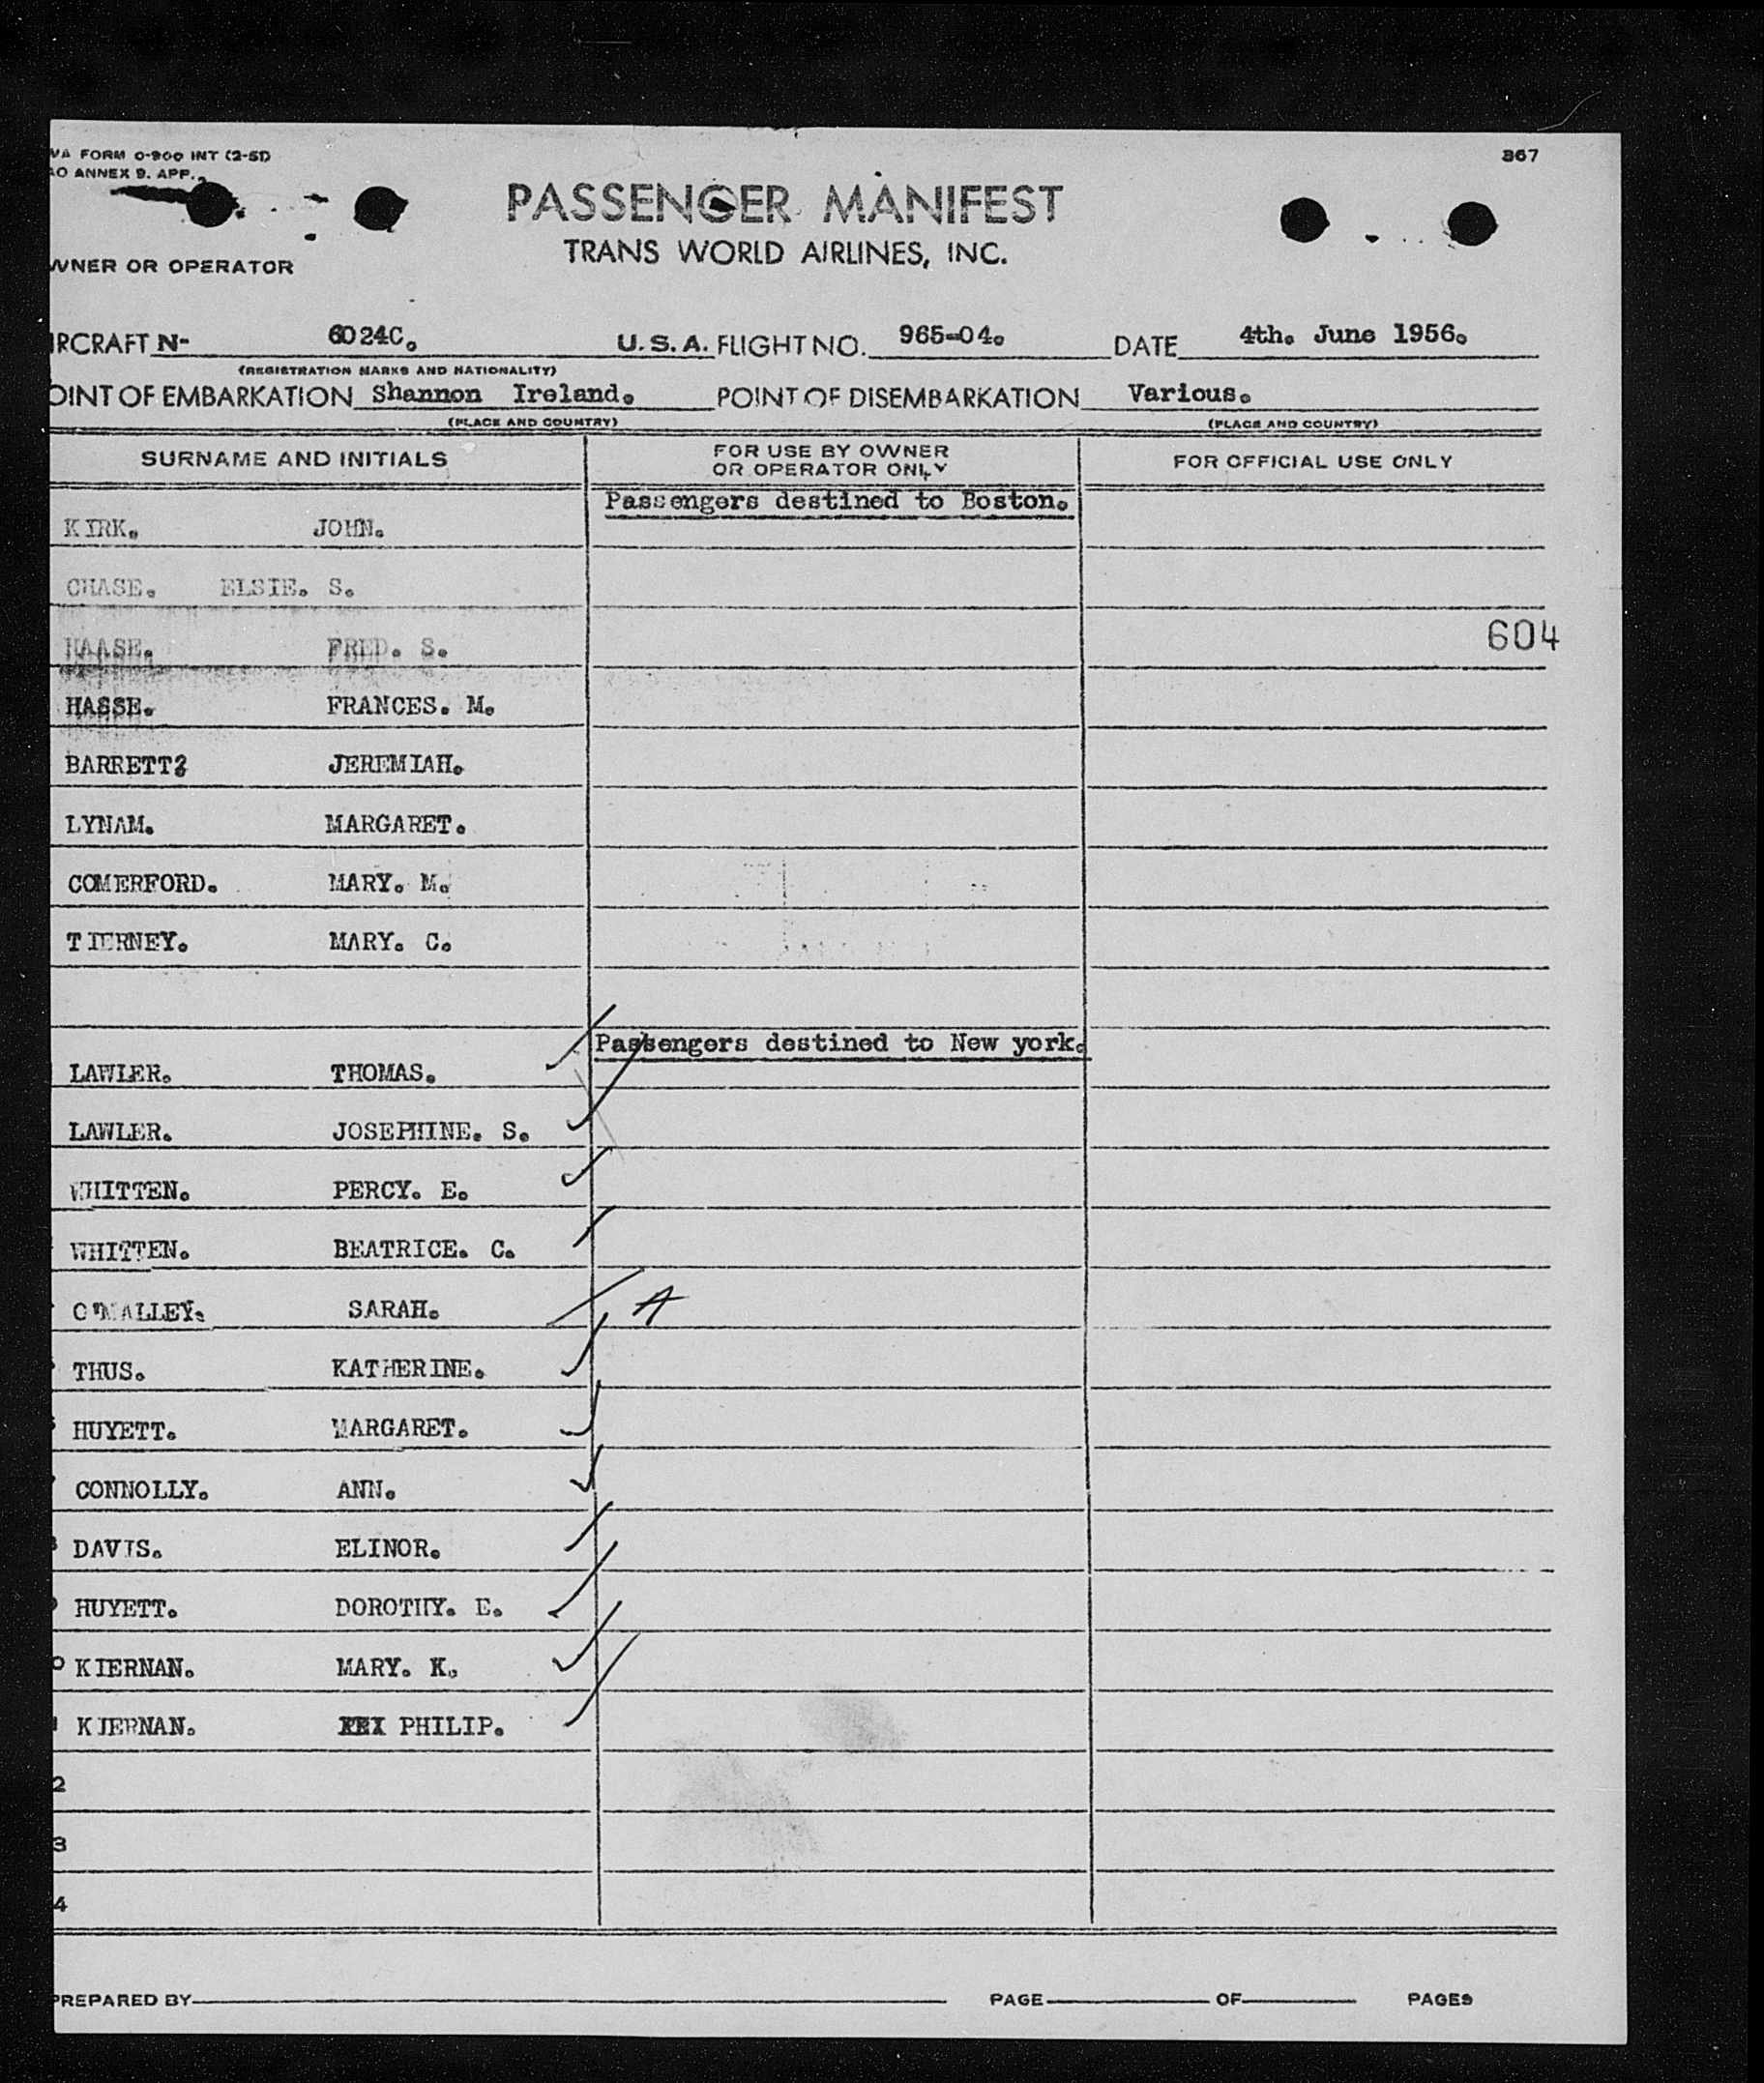 WA FORM 0-900 INT (2-51)
AO ANNEX 9. APP.
367
PASSENGER MANIFEST
TRANS WORLD AIRLINES, INC.
WNER OR OPERATOR
IRCRAFT N- 6024C. U.S.A. FLIGHT NO. 965-04. DATE 4th. June 1956.
(REGISTRATION MARKS AND NATIONALITY)
OINT OF EMBARKATION Shannon Ireland. POINT OF DISEMBARKATION Various.
(PLACE AND COUNTRY) (PLACE AND COUNTRY)
SURNAME AND INITIALS
FOR USE BY OWNER
OR OPERATOR ONLY
FOR OFFICIAL USE ONLY
Passengers destined to Boston.
KIRK. JOHN.
CHASE. ELSIE. S.
604
HAASE. FRED. S.
HASSE. FRANCES. M.
BARRETT. JEREMIAH.
LYNAM. MARGARET.
COMERFORD. MARY. M.
TIERNEY. MARY. C.
Passengers destined to New york.
LAWLER. THOMAS.
LAWLER. JOSEPHINE. S.
WHITTEN. PERCY. E.
WHITTEN. BEATRICE. C.
O'MALLEY. SARAH. A
THUS. KATHERINE.
HUYETT. MARGARET.
CONNOLLY. ANN.
DAVIS. ELINOR.
HUYETT. DOROTHY. E.
0 KIERNAN. MARY. K.
1 KIERNAN. PHILIP.
2
3
4
PREPARED BY PAGE OF PAGES